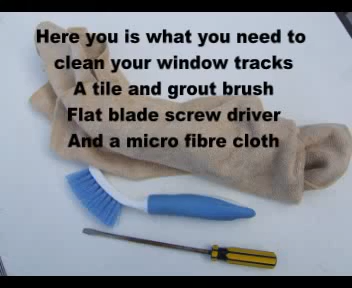 Here you is what you need to
clean your window tracks
A tile and grout brush
Flat blade screw driver
And a micro fibre cloth